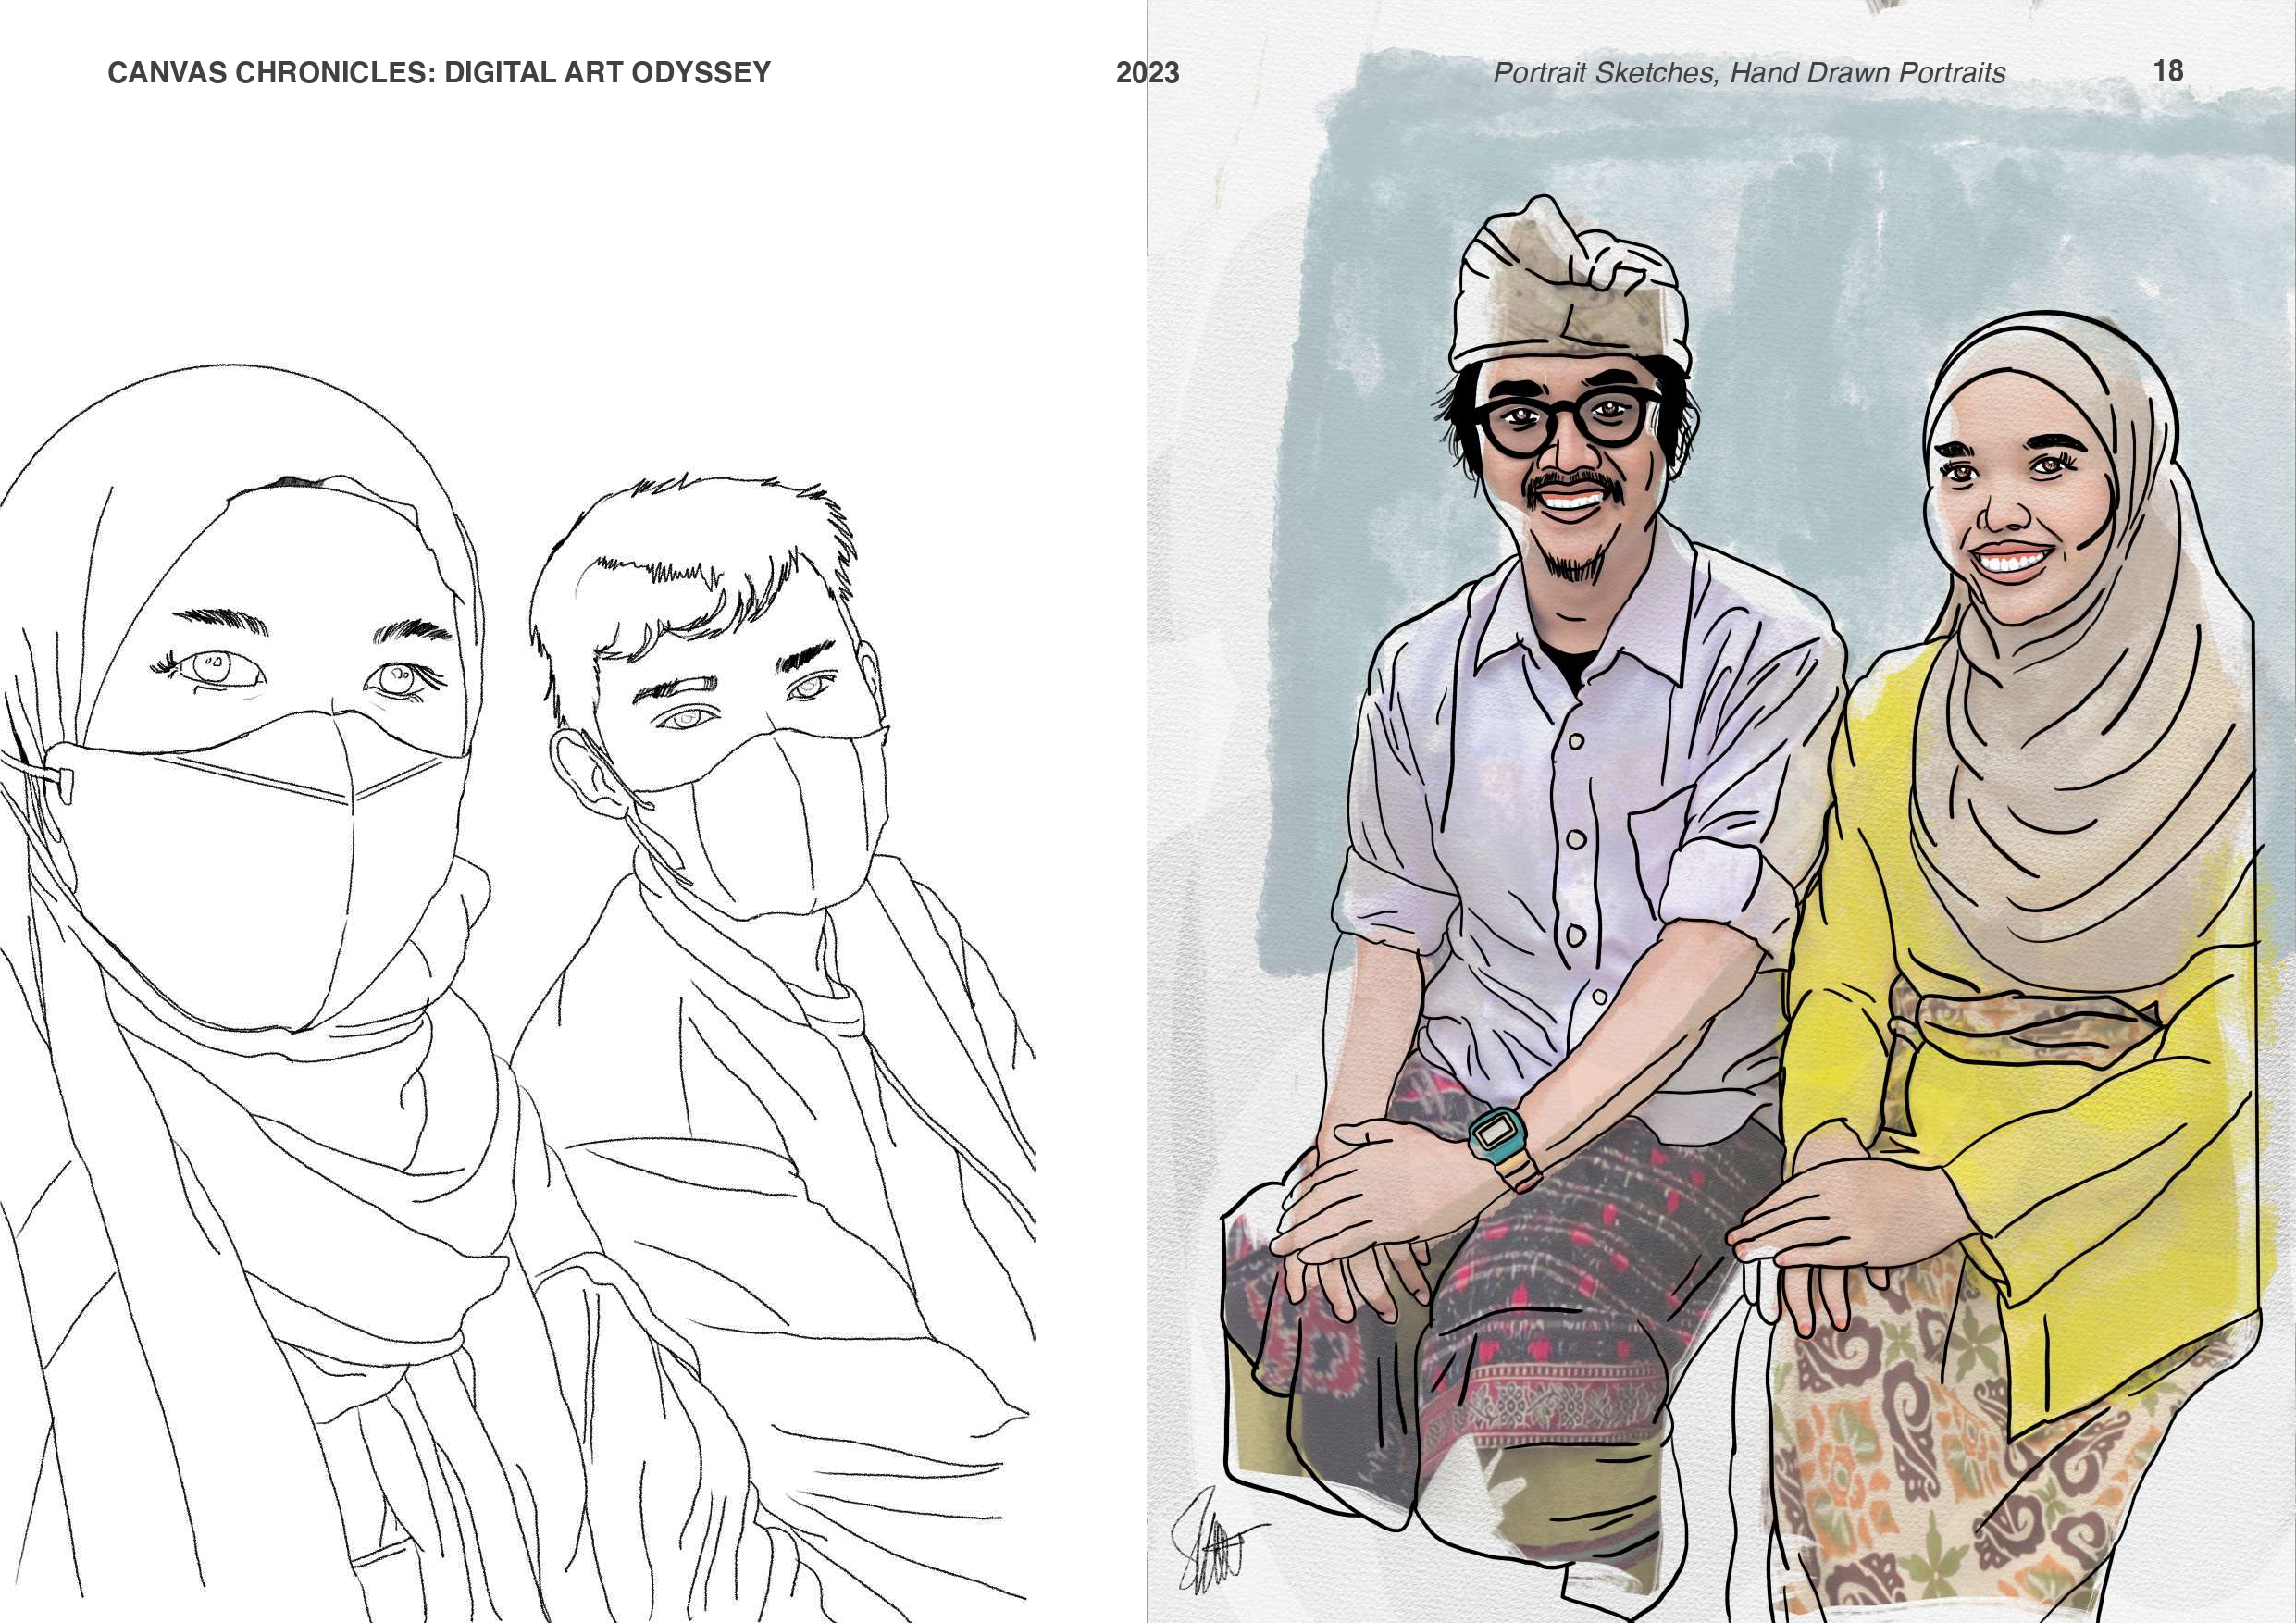 CANVAS CHRONICLES: DIGITAL ART ODYSSEY
2023
Portrait Sketches, Hand Drawn Portraits
18